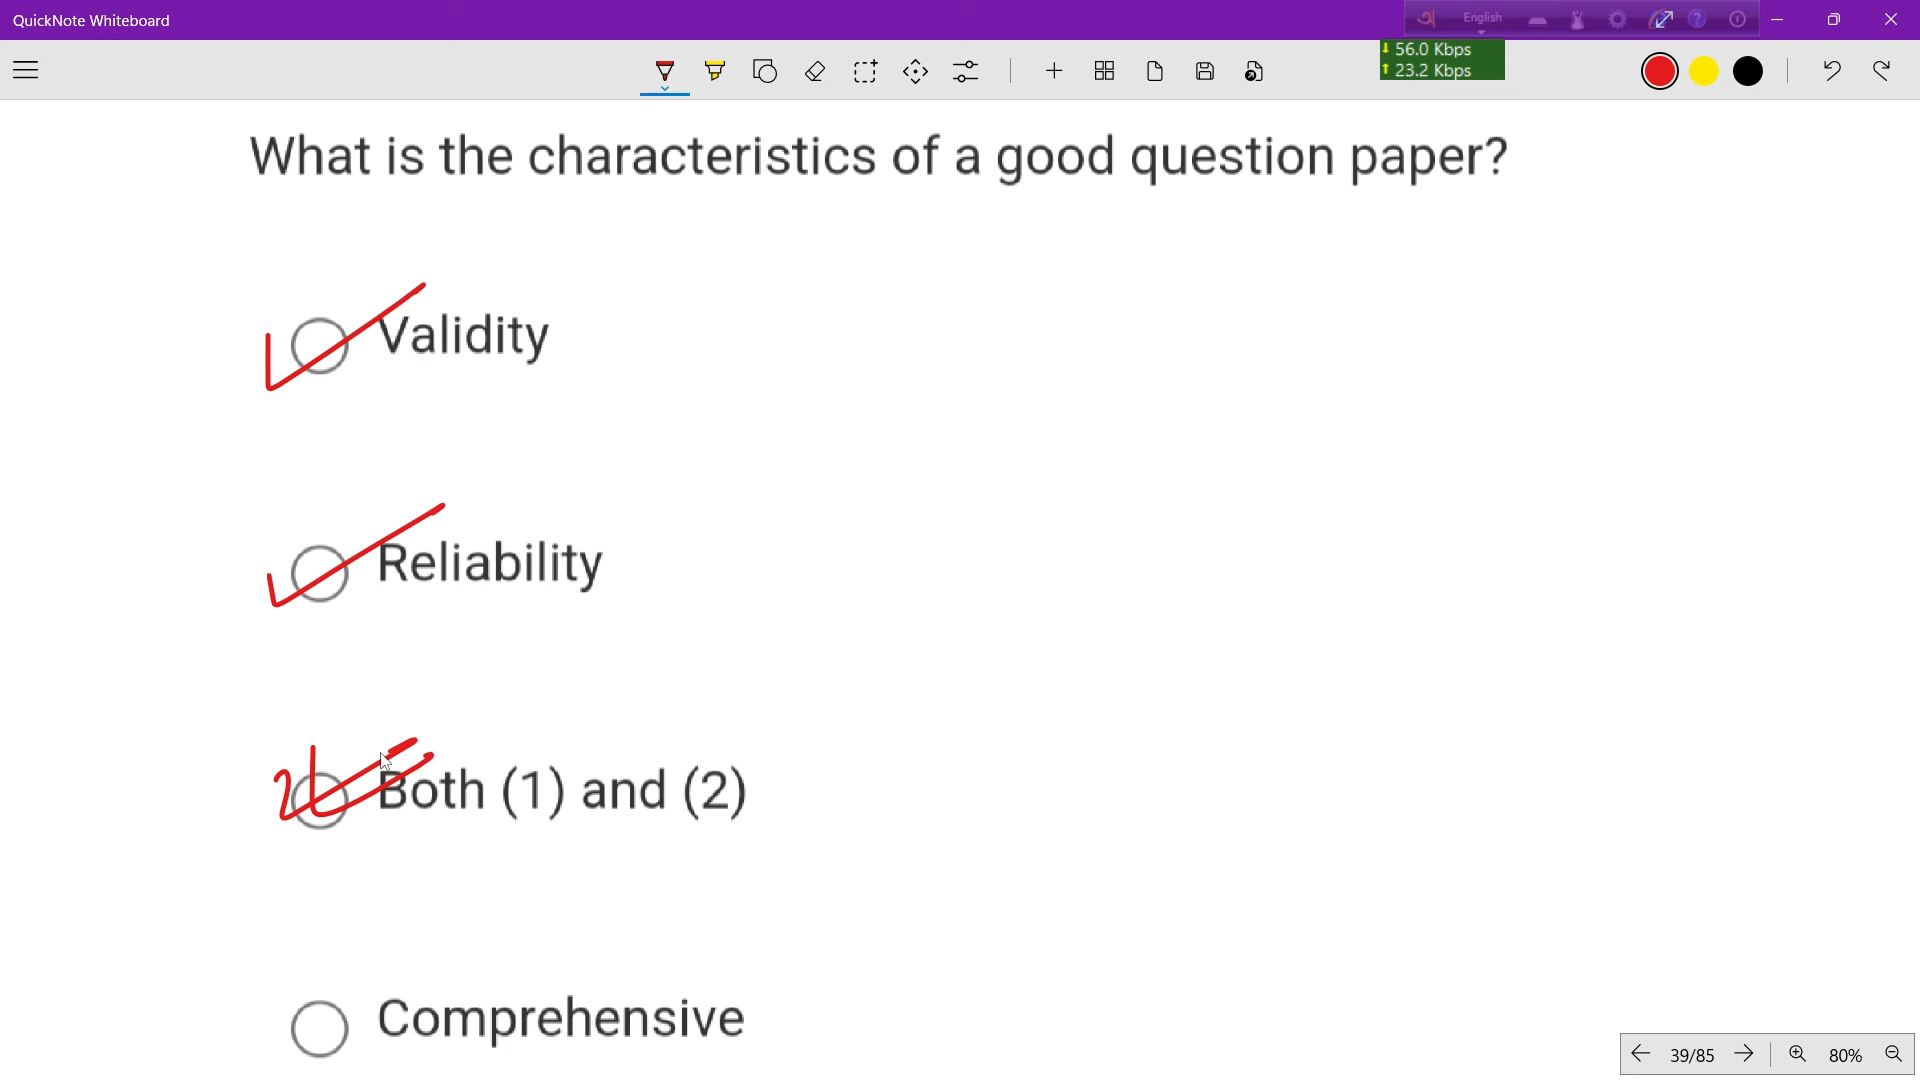 QuickNote Whiteboard
English
56.0 Kbps
23.2 Kbps
What is the characteristics of a good question paper?
Validity
Reliability
Both (1) and (2)
Comprehensive
39/85
80%